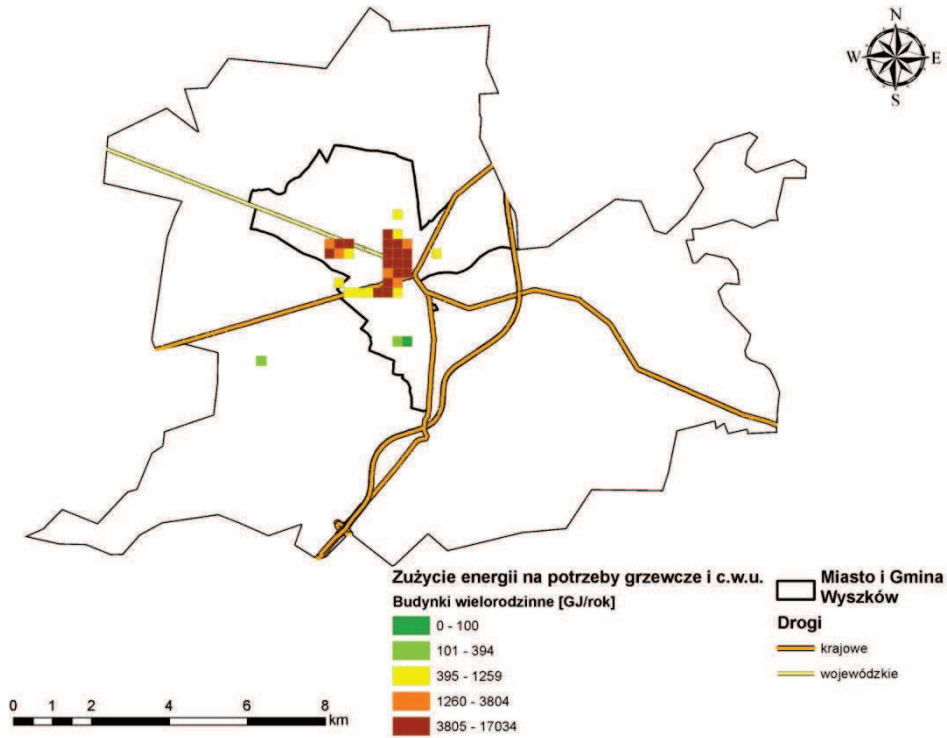 N
W E
S
Zużycie energii na potrzeby grzewcze i c.w.u.
Budynki wielorodzinne [GJ/rok]
0 - 100
101 - 394
395 - 1259
1260 - 3804
3805 - 17034
Miasto i Gmina
Wyszków
Drogi
krajowe
wojewódzkie
0 1 2 4 6 8
km